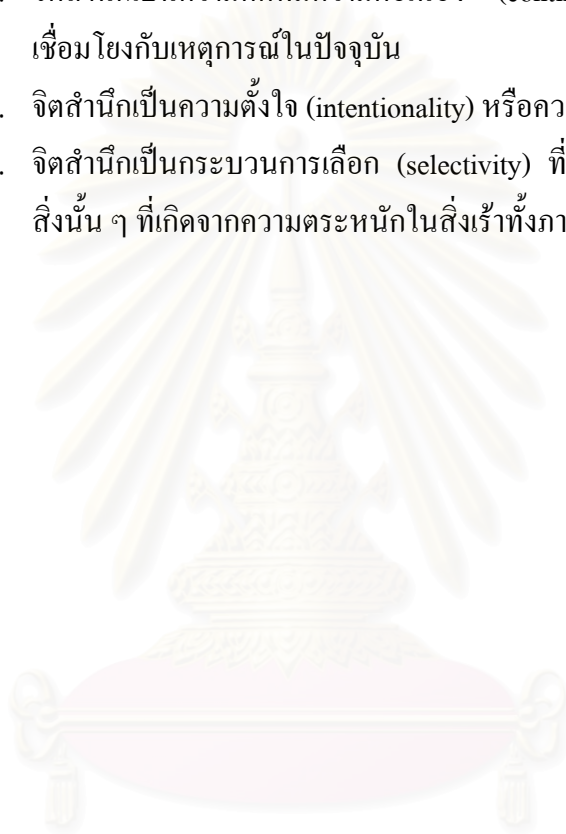 เชื่อมโยงกับเหตุการณ์ในปัจจุบัน
. จิตสำนึกเป็นความตั้งใจ (intentionality) หรือคว
. จิตสำนึกเป็นกระบวนการเลือก (selectivity) ที่
สิ่งนั้น ๆ ที่เกิดจากความตระหนักในสิ่งเร้าทั้งภา